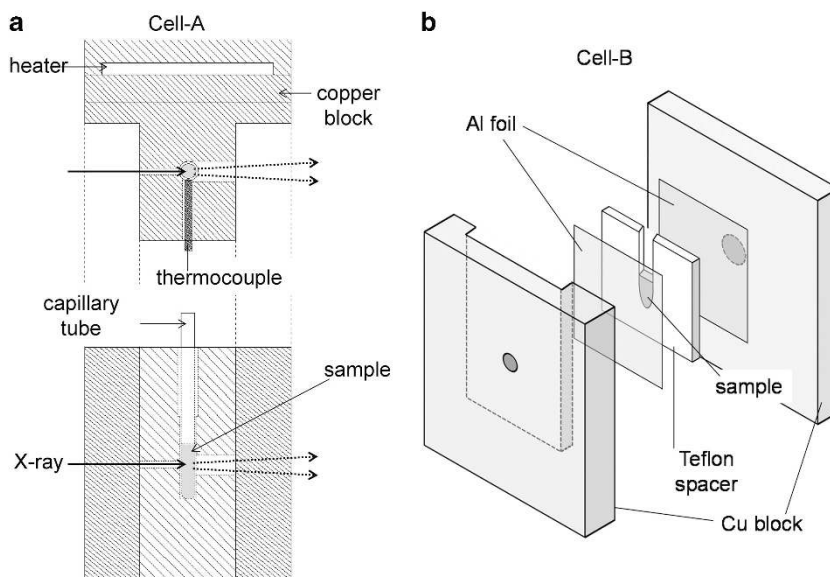 a
Cell-A
heater
copper
block
thermocouple
capillary
tube
sample
X-ray
b
Cell-B
Al foil
sample
Teflon
spacer
Cu block